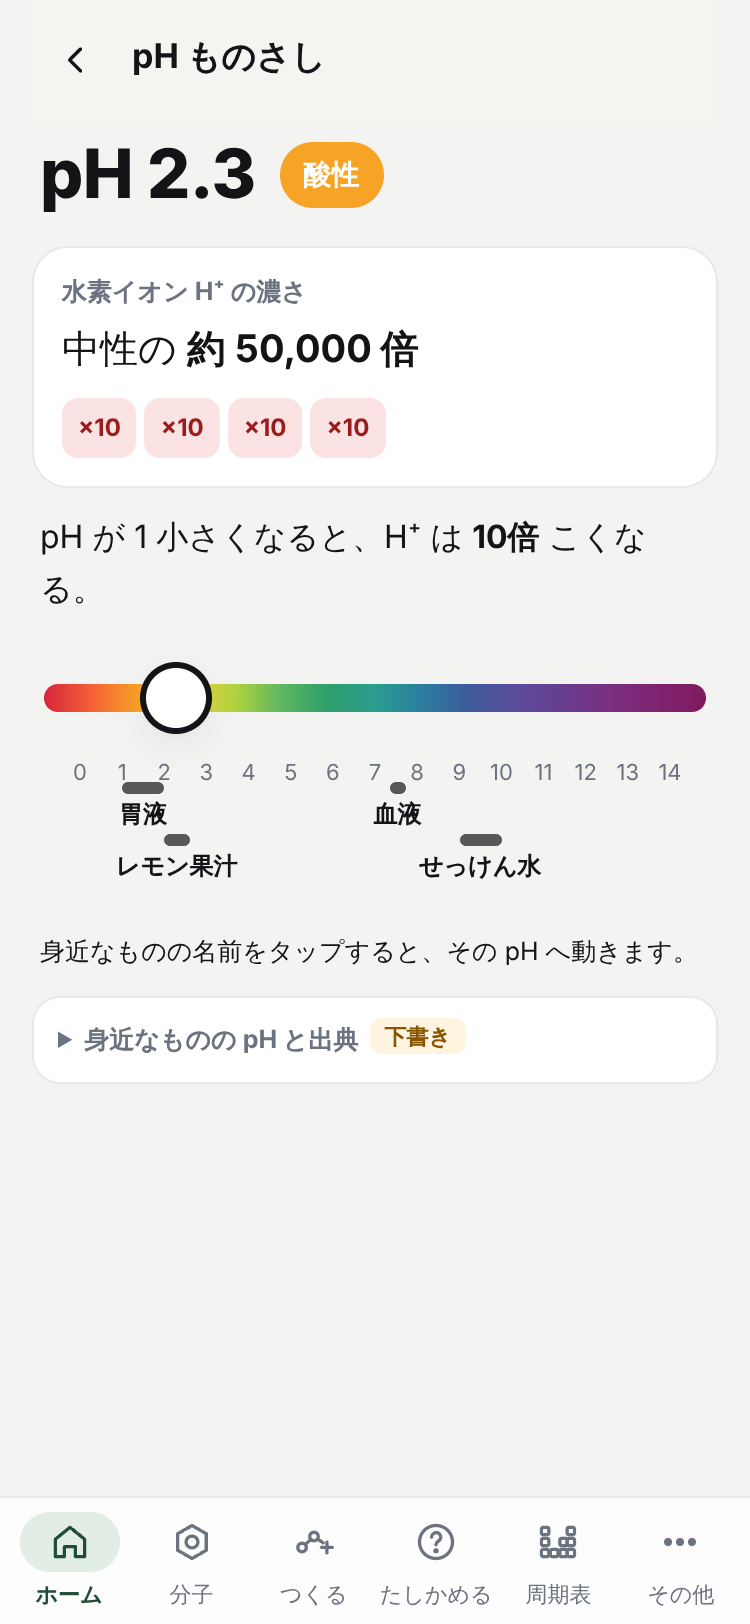 pH ものさし
pH 2.3 酸性
水素イオン H⁺ の濃さ
中性の 約 50,000 倍
×10 ×10 ×10 ×10
pH が 1 小さくなると、H⁺ は 10倍 こくな
る。
0 1 2 3 4 5 6 7 8 9 10 11 12 13 14
胃液 血液
レモン果汁 せっけん水
身近なものの名前をタップすると、その pH へ動きます。
▶ 身近なものの pH と出典 下書き
ホーム 分子 つくる たしかめる 周期表 その他